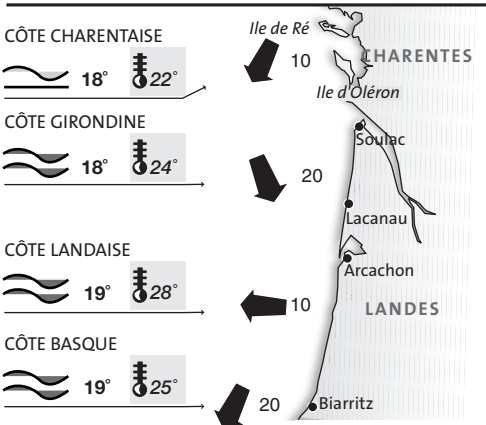 CÔTE CHARENTAISE
18° 22°
CÔTE GIRONDINE
18° 24°
CÔTE LANDAISE
19° 28°
CÔTE BASQUE
19° 25°
Ile de Ré
10
CHARENTES
Ile d'Oléron
Soulac
20
Lacanau
Arcachon
10
LANDES
20
Biarritz